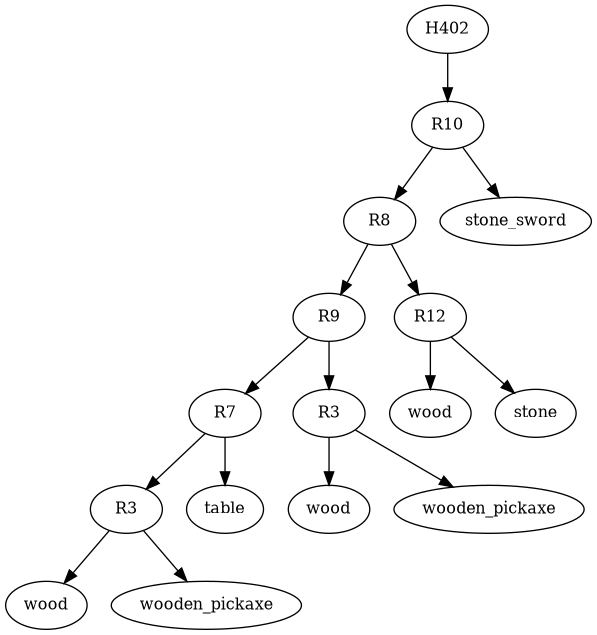 H402
R10
R8
stone_sword
R9
R12
R7
R3
wood
stone
R3
table
wood
wooden_pickaxe
wood
wooden_pickaxe